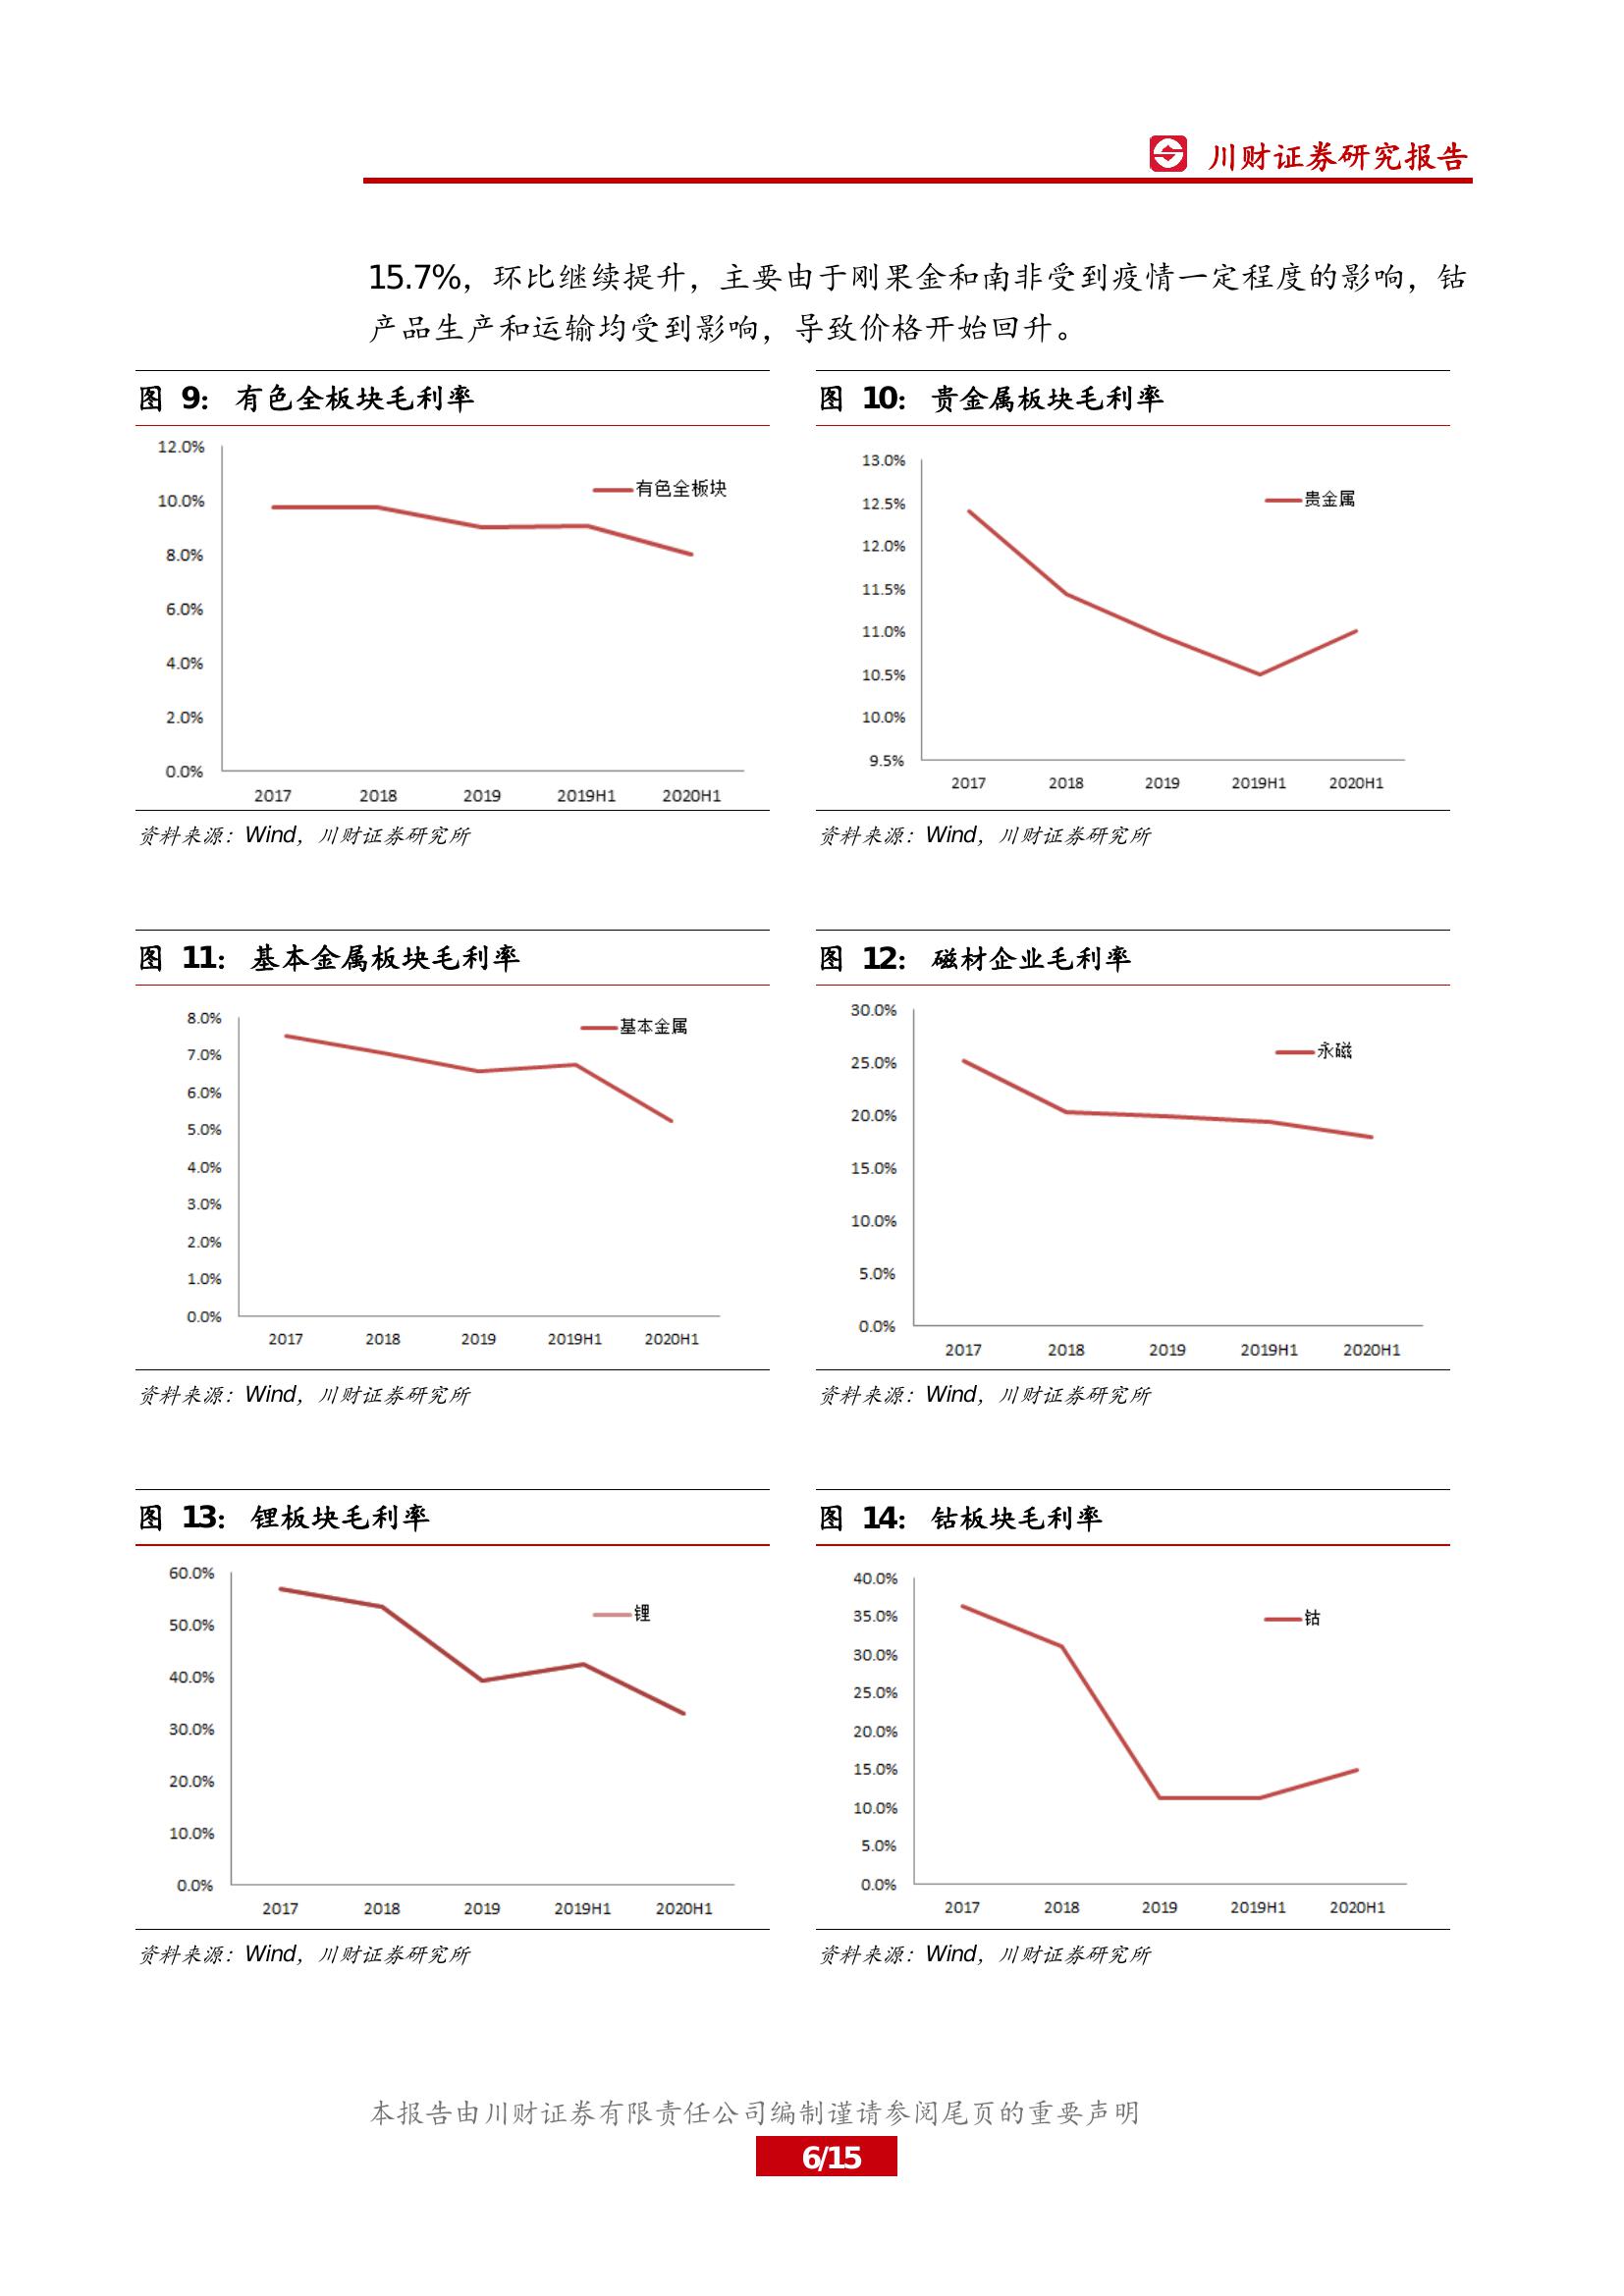 川财证券研究报告
15.7%，环比继续提升，主要由于刚果金和南非受到疫情一定程度的影响，钴
产品生产和运输均受到影响，导致价格开始回升。
图 9： 有色全板块毛利率
12.0%
10.0%
8.0%
6.0%
4.0%
2.0%
0.0%
有色全板块
2017 2018 2019 2019H1 2020H1
资料来源：Wind，川财证券研究所
图 10： 贵金属板块毛利率
13.0%
12.5%
12.0%
11.5%
11.0%
10.5%
10.0%
9.5%
贵金属
2017 2018 2019 2019H1 2020H1
资料来源：Wind，川财证券研究所
图 11： 基本金属板块毛利率
8.0%
7.0%
6.0%
5.0%
4.0%
3.0%
2.0%
1.0%
0.0%
基本金属
2017 2018 2019 2019H1 2020H1
资料来源：Wind，川财证券研究所
图 12： 磁材企业毛利率
30.0%
25.0%
20.0%
15.0%
10.0%
5.0%
0.0%
永磁
2017 2018 2019 2019H1 2020H1
资料来源：Wind，川财证券研究所
图 13： 锂板块毛利率
60.0%
50.0%
40.0%
30.0%
20.0%
10.0%
0.0%
锂
2017 2018 2019 2019H1 2020H1
资料来源：Wind，川财证券研究所
图 14： 钴板块毛利率
40.0%
35.0%
30.0%
25.0%
20.0%
15.0%
10.0%
5.0%
0.0%
钴
2017 2018 2019 2019H1 2020H1
资料来源：Wind，川财证券研究所
本报告由川财证券有限责任公司编制谨请参阅尾页的重要声明
6/15